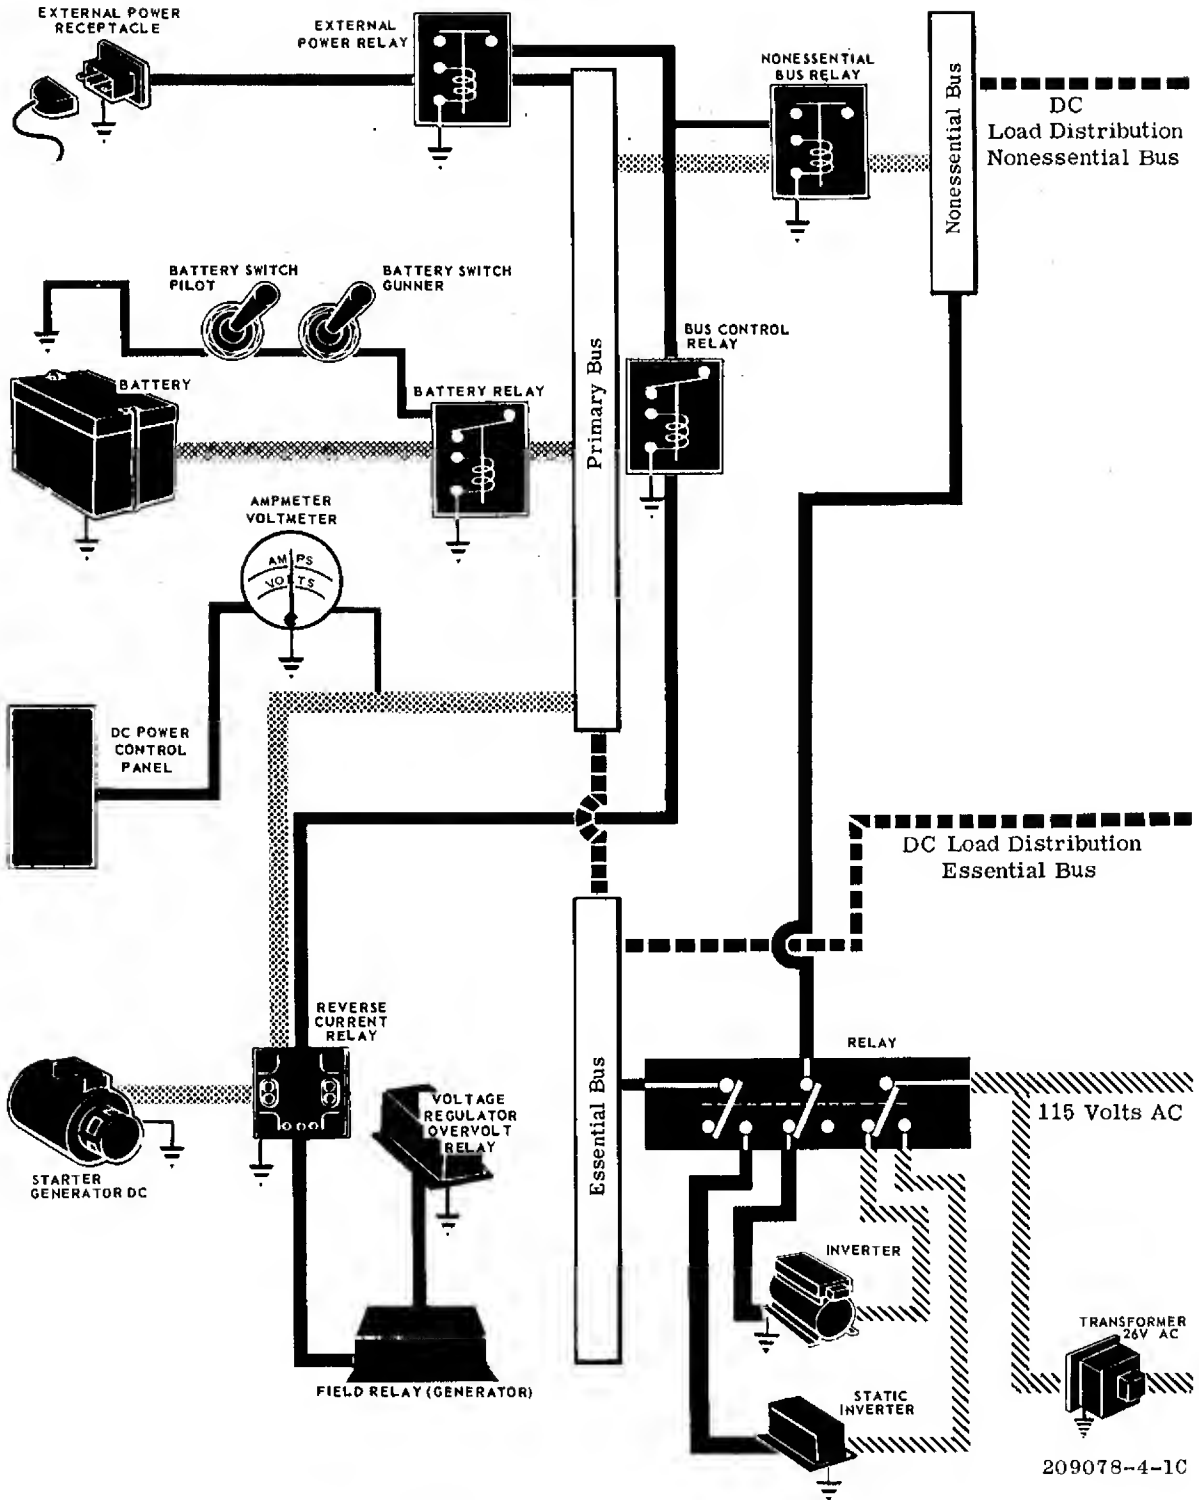 EXTERNAL POWER
RECEPTACLE
EXTERNAL
POWER RELAY
NONESSENTIAL
BUS RELAY
Nonessential Bus
DC
Load Distribution
Nonessential Bus
BATTERY SWITCH
PILOT
BATTERY SWITCH
GUNNER
Primary Bus
BUS CONTROL
RELAY
BATTERY
BATTERY RELAY
AMPMETER
VOLTMETER
AMPS
VOLTS
DC POWER
CONTROL
PANEL
DC Load Distribution
Essential Bus
REVERSE
CURRENT
RELAY
Essential Bus
RELAY
115 Volts AC
VOLTAGE
REGULATOR
OVERVOLT
RELAY
STARTER
GENERATOR DC
INVERTER
TRANSFORMER
26V AC
FIELD RELAY (GENERATOR)
STATIC
INVERTER
209078-4-1C